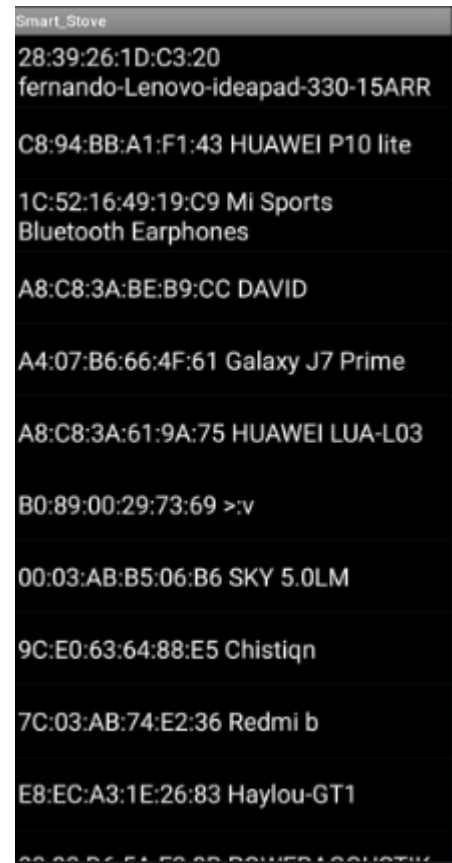 Smart_Stove
28:39:26:1D:C3:20
fernando-Lenovo-ideapad-330-15ARR
C8:94:BB:A1:F1:43 HUAWEI P10 lite
1C:52:16:49:19:C9 Mi Sports
Bluetooth Earphones
A8:C8:3A:BE:B9:CC DAVID
A4:07:B6:66:4F:61 Galaxy J7 Prime
A8:C8:3A:61:9A:75 HUAWEI LUA-L03
B0:89:00:29:73:69 >:v
00:03:AB:B5:06:B6 SKY 5.0LM
9C:E0:63:64:88:E5 Chistiqn
7C:03:AB:74:E2:36 Redmi b
E8:EC:A3:1E:26:83 Haylou-GT1